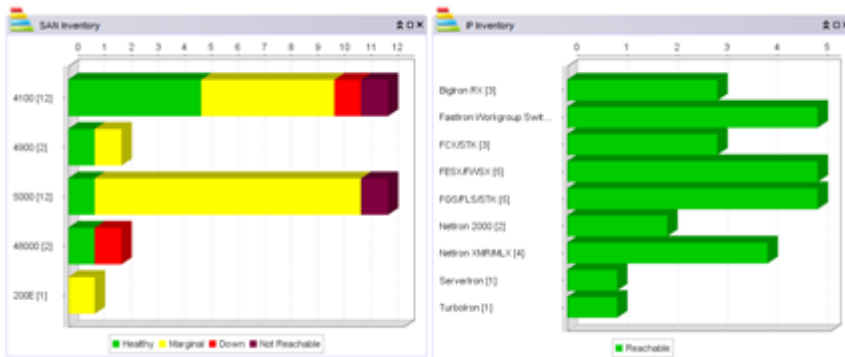 SAN Inventory
0 1 2 3 4 5 6 7 8 9 10 11 12
4100 [12]
4900 [2]
5000 [12]
48000 [2]
200E [1]
Healthy Marginal Down Not Reachable
IP Inventory
0 1 2 3 4 5
BigIron RX [3]
FastIron Workgroup Swit...
FCX/STK [3]
FESX/FWSX [5]
FGS/FLS/STK [5]
NetIron 2000 [2]
NetIron XMR/MLX [4]
ServerIron [1]
TurboIron [1]
Reachable